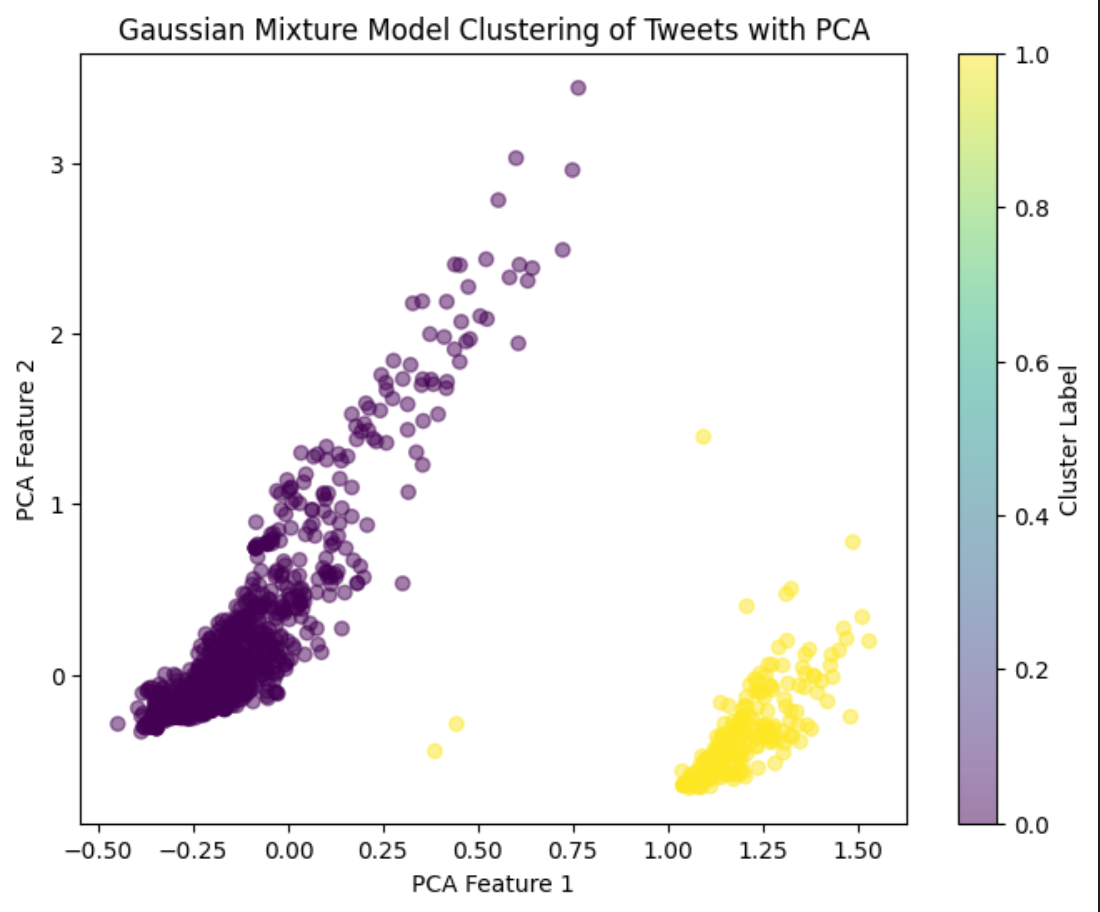 Gaussian Mixture Model Clustering of Tweets with PCA
3
2
1
0
PCA Feature 2
−0.50 −0.25 0.00 0.25 0.50 0.75 1.00 1.25 1.50
PCA Feature 1
1.0
0.8
0.6
0.4
0.2
0.0
Cluster Label